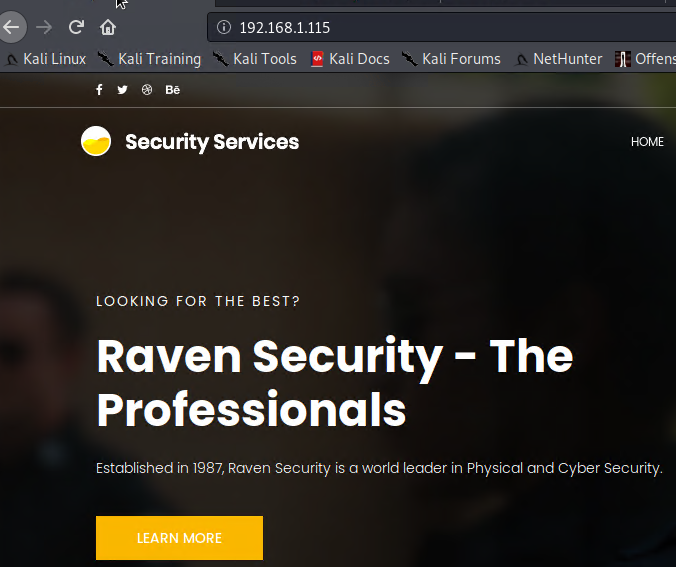 192.168.1.115
Kali Linux Kali Training Kali Tools Kali Docs Kali Forums NetHunter Offens
Bē
Security Services
HOME
LOOKING FOR THE BEST?
Raven Security - The
Professionals
Established in 1987, Raven Security is a world leader in Physical and Cyber Security.
LEARN MORE